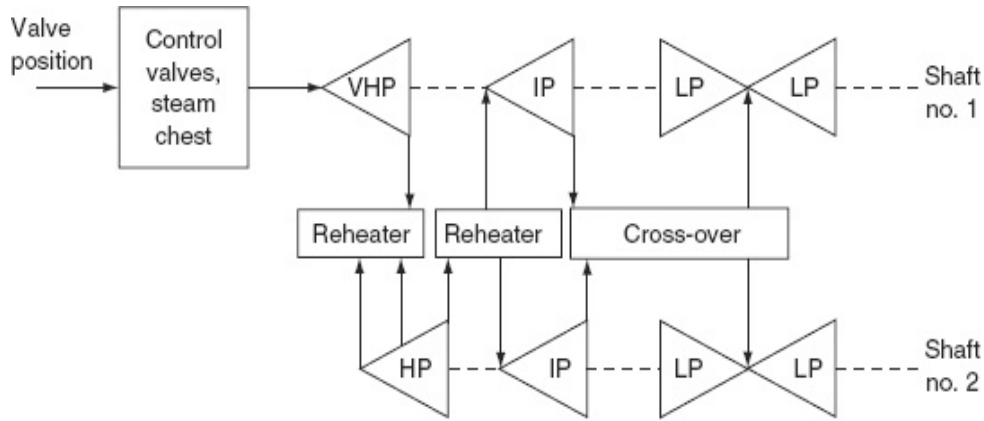 Valve
position
Control
valves,
steam
chest
VHP
IP
LP
LP
Shaft
no. 1
Reheater
Reheater
Cross-over
HP
IP
LP
LP
Shaft
no. 2